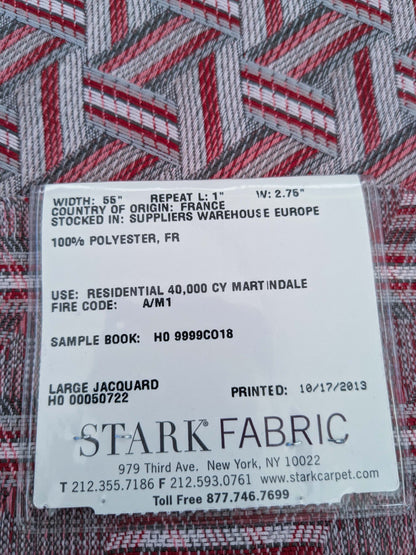 WIDTH: 55" REPEAT L: 1" W: 2.75"
COUNTRY OF ORIGIN: FRANCE
STOCKED IN: SUPPLIERS WAREHOUSE EUROPE
100% POLYESTER, FR
USE: RESIDENTIAL 40,000 CY MARTINDALE
FIRE CODE: A/M1
SAMPLE BOOK: H0 9999C018
LARGE JACQUARD PRINTED: 10/17/2013
H0 00050722
STARK® FABRIC
979 Third Ave. New York, NY 10022
T 212.355.7186 F 212.593.0761 www.starkcarpet.com
Toll Free 877.746.7699